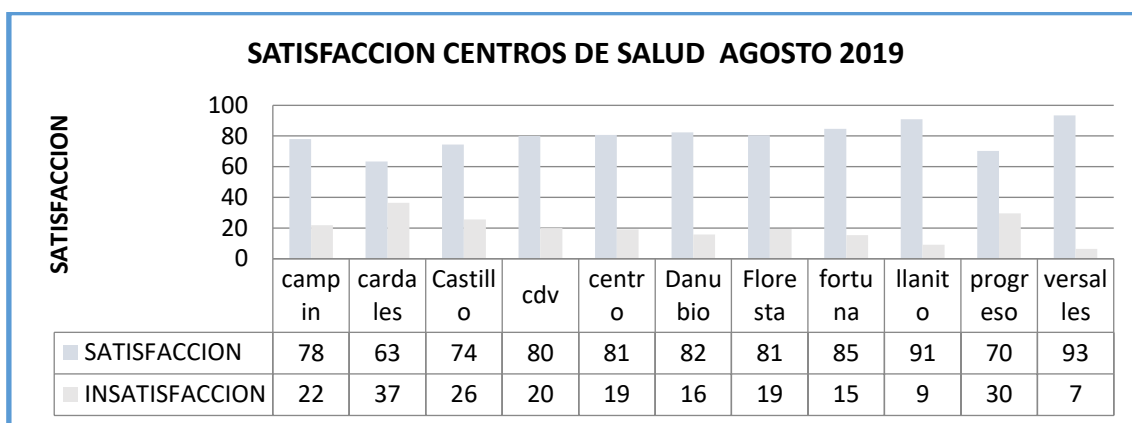 SATISFACCION CENTROS DE SALUD AGOSTO 2019
SATISFACCION
100
80
60
40
20
0
camp
in
carda
les
Castill
o
cdv
centr
o
Danu
bio
Flore
sta
fortu
na
llanit
o
progr
eso
versal
les
SATISFACCION 78 63 74 80 81 82 81 85 91 70 93
INSATISFACCION 22 37 26 20 19 16 19 15 9 30 7